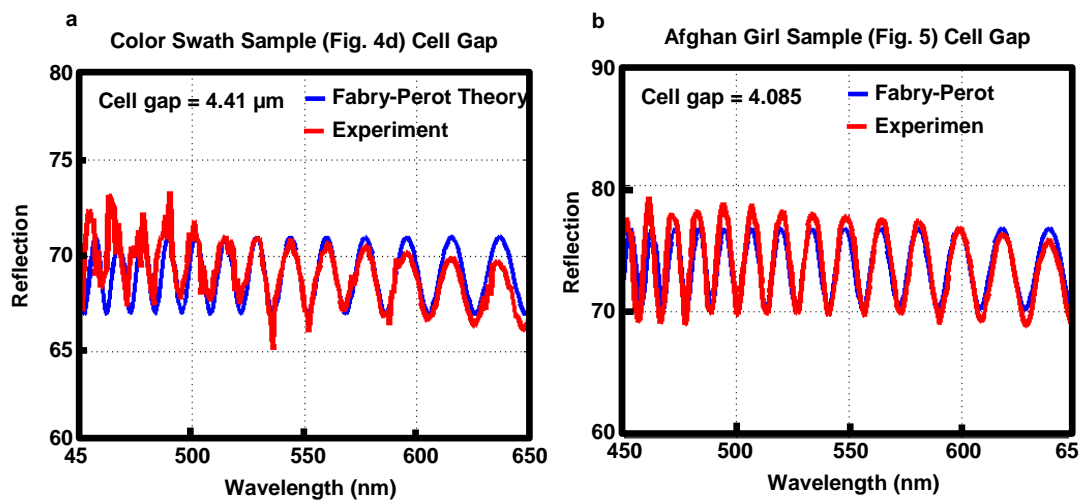 a
Color Swath Sample (Fig. 4d) Cell Gap
80
75
70
65
60
Reflection
Cell gap = 4.41 µm
Fabry-Perot Theory
Experiment
45
500
550
600
650
Wavelength (nm)
b
Afghan Girl Sample (Fig. 5) Cell Gap
90
80
70
60
Reflection
Cell gap = 4.085
Fabry-Perot
Experimen
450
500
550
600
65
Wavelength (nm)